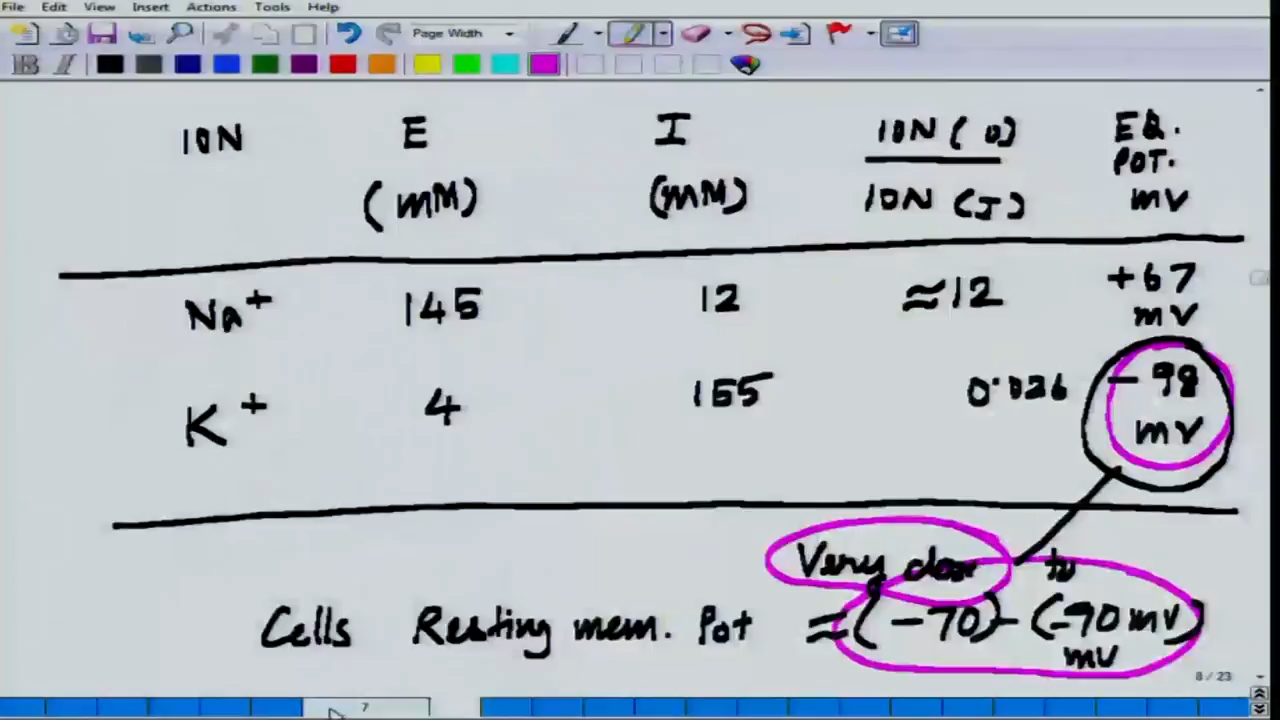 File Edit View Insert Actions Tools Help
Page Width
B I
ION E I ION (O) EQ.
POT.
(mM) (mM) ION (I) mV
Na+ 145 12 ≈12 +67
mV
K+ 4 155 0.026 - 98
mV
Very close to
Cells Resting mem. Pot ≈ (-70) - (-90 mV)
mV
8 / 23
7